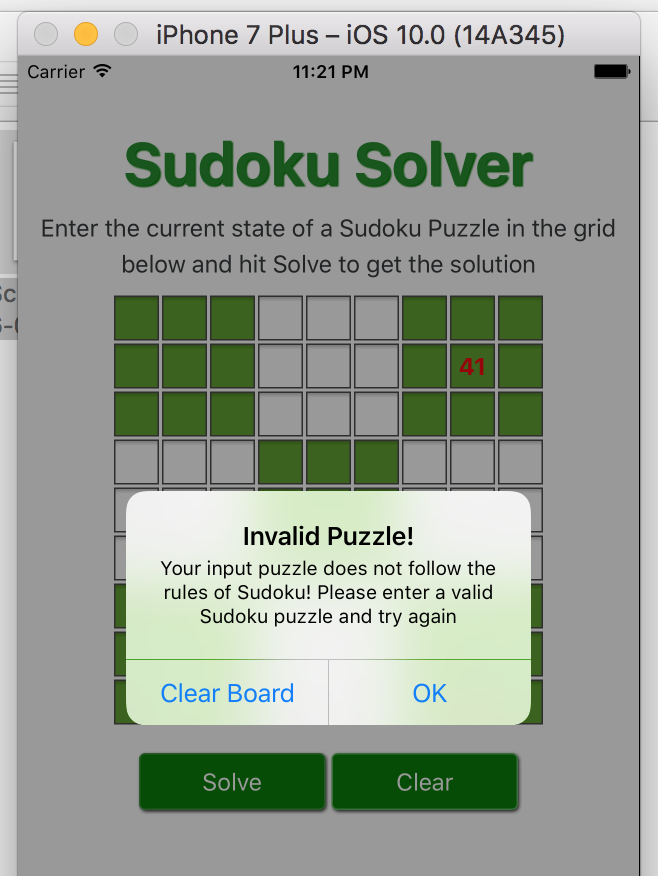 iPhone 7 Plus – iOS 10.0 (14A345)
Carrier 11:21 PM
Sudoku Solver
Enter the current state of a Sudoku Puzzle in the grid
below and hit Solve to get the solution
41
Invalid Puzzle!
Your input puzzle does not follow the
rules of Sudoku! Please enter a valid
Sudoku puzzle and try again
Clear Board OK
Solve Clear